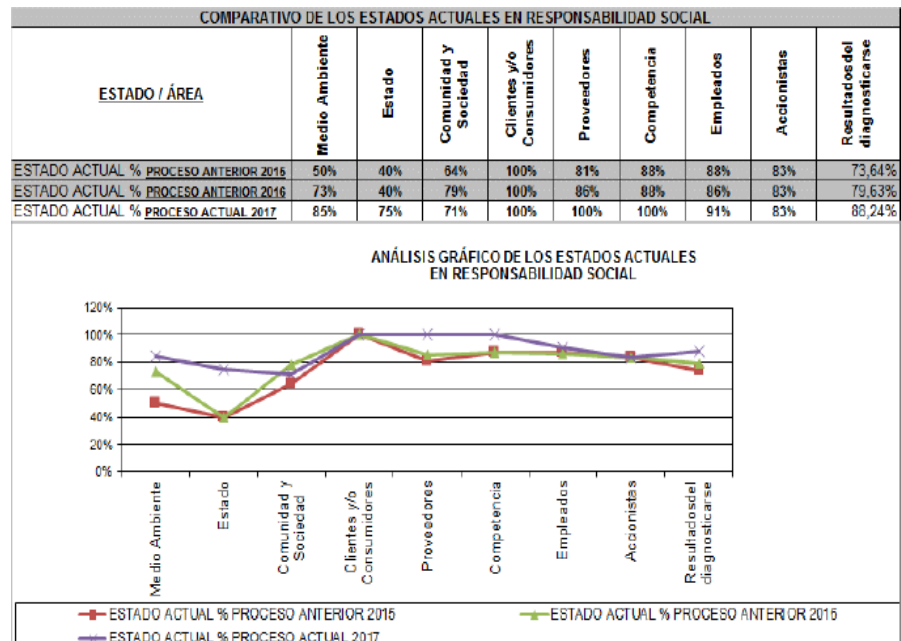 COMPARATIVO DE LOS ESTADOS ACTUALES EN RESPONSABILIDAD SOCIAL
ESTADO / ÁREA Medio Ambiente Estado Comunidad y Sociedad Clientes y/o Consumidores Proveedores Competencia Empleados Accionistas Resultadosdel diagnosticarse
ESTADO ACTUAL % PROCESO ANTERIOR 2015 50% 40% 64% 100% 81% 88% 88% 83% 73,64%
ESTADO ACTUAL % PROCESO ANTERIOR 2016 73% 40% 79% 100% 86% 88% 86% 83% 79,63%
ESTADO ACTUAL % PROCESO ACTUAL 2017 85% 75% 71% 100% 100% 100% 91% 83% 88,24%
ANÁLISIS GRÁFICO DE LOS ESTADOS ACTUALES
EN RESPONSABILIDAD SOCIAL
120%
100%
80%
60%
40%
20%
0%
Medio Ambiente
Estado
Comunidad y
Sociedad
Clientes y/o
Consumidores
Proveedores
Competencia
Empleados
Accionistas
Resultadosdel
diagnosticarse
ESTADO ACTUAL % PROCESO ANTERIOR 2015
ESTADO ACTUAL % PROCESO ANTERIOR 2016
ESTADO ACTUAL % PROCESO ACTUAL 2017